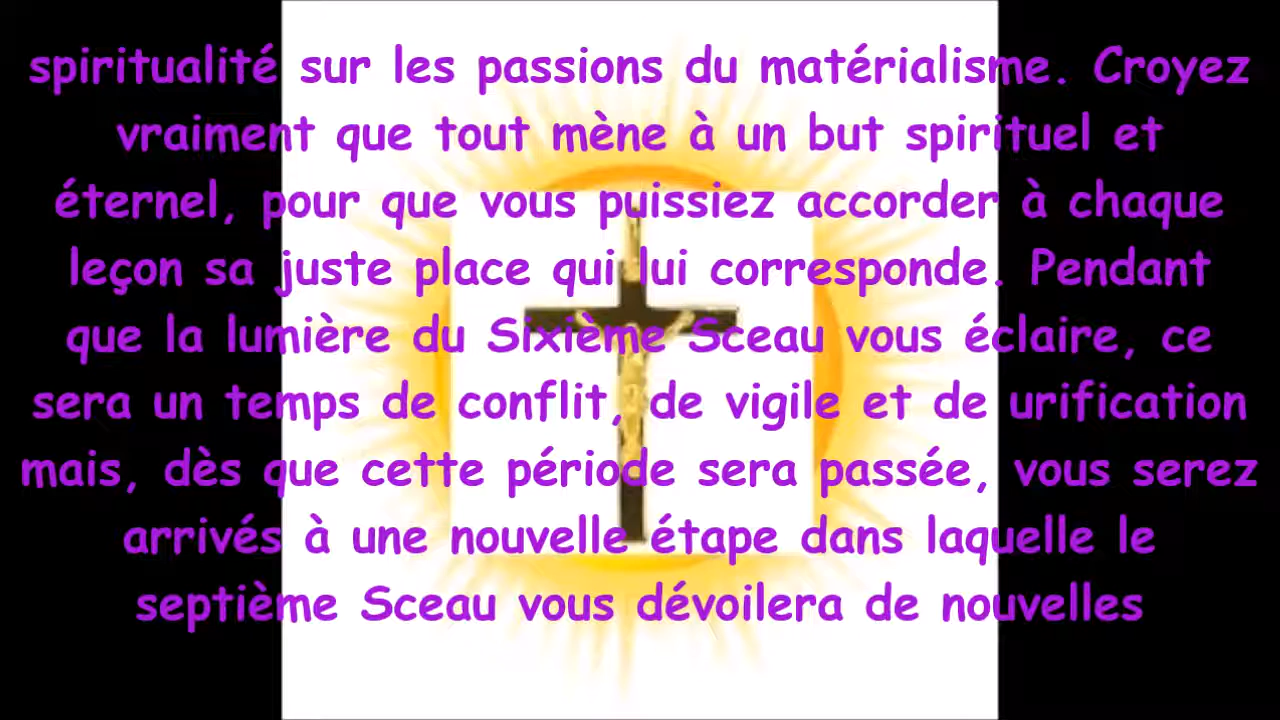 spiritualité sur les passions du matérialisme. Croyez
vraiment que tout mène à un but spirituel et
éternel, pour que vous puissiez accorder à chaque
leçon sa juste place qui lui corresponde. Pendant
que la lumière du Sixième Sceau vous éclaire, ce
sera un temps de conflit, de vigile et de urification
mais, dès que cette période sera passée, vous serez
arrivés à une nouvelle étape dans laquelle le
septième Sceau vous dévoilera de nouvelles